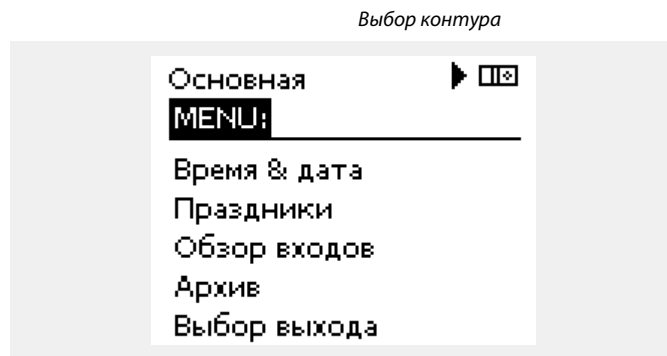 Выбор контура
Основная
MENU:
Время & дата
Праздники
Обзор входов
Архив
Выбор выхода